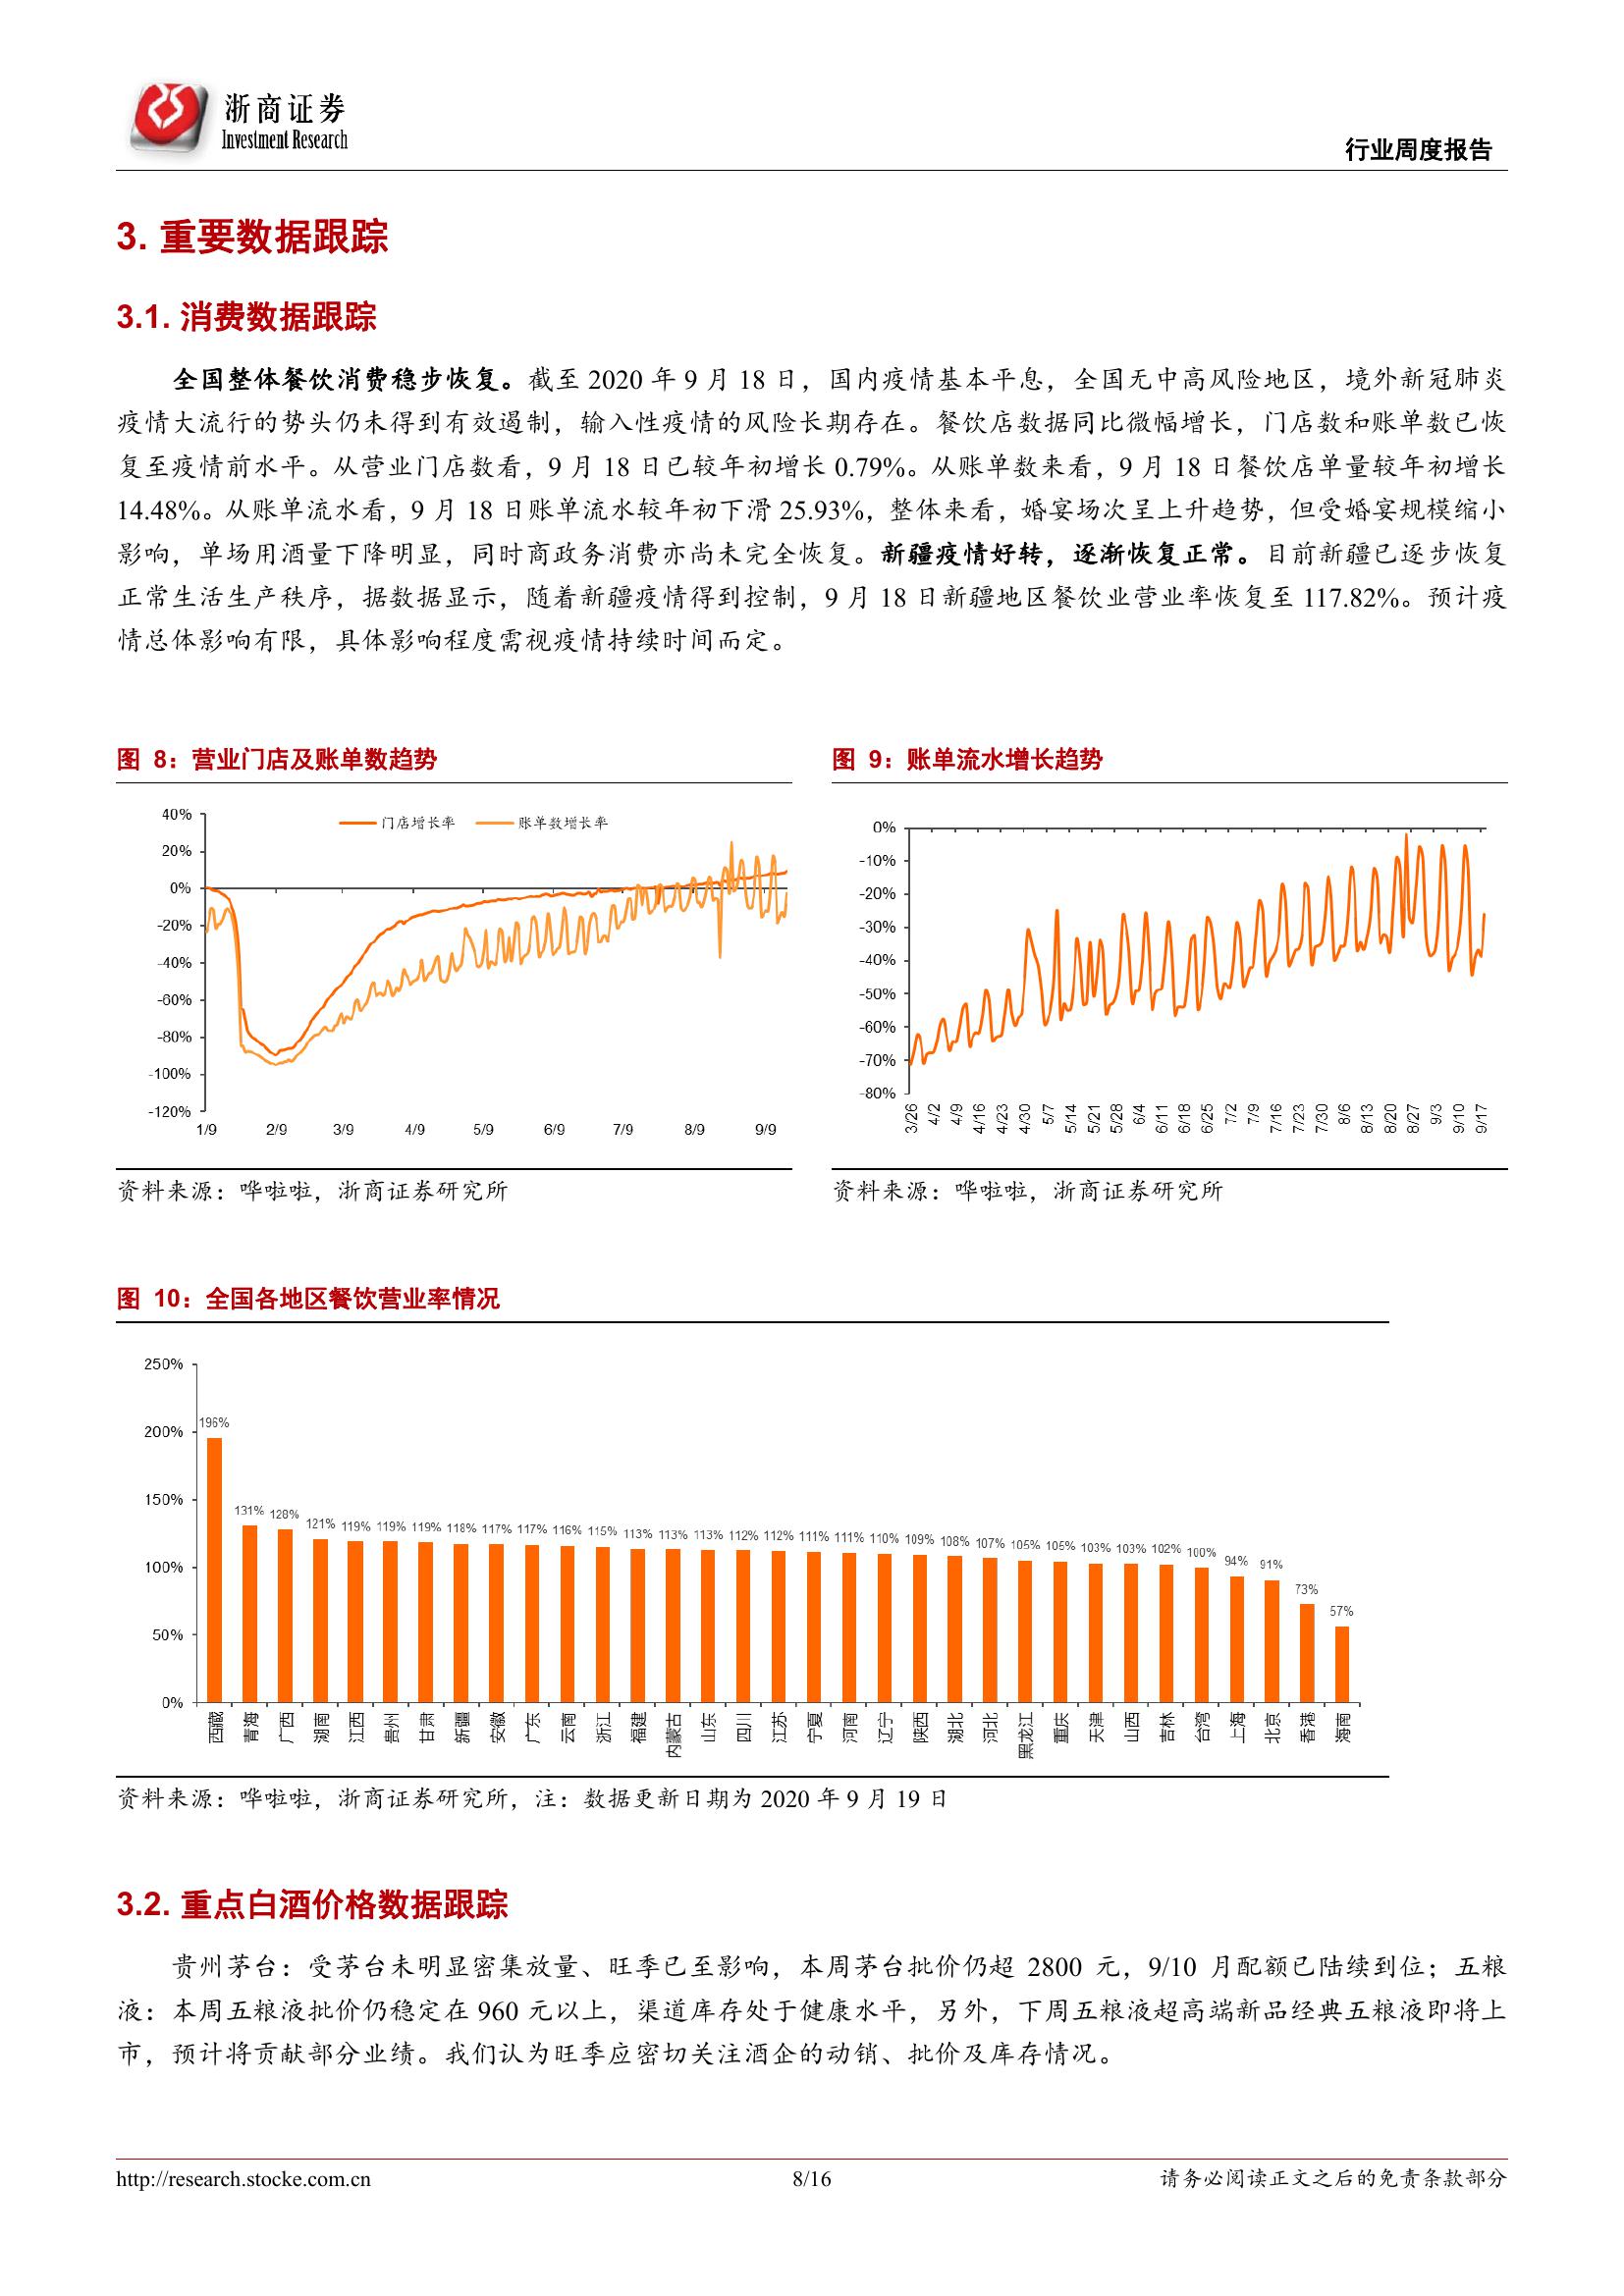 浙商证券
Investment Research
行业周度报告
3. 重要数据跟踪
3.1. 消费数据跟踪
全国整体餐饮消费稳步恢复。截至 2020 年 9 月 18 日，国内疫情基本平息，全国无中高风险地区，境外新冠肺炎
疫情大流行的势头仍未得到有效遏制，输入性疫情的风险长期存在。餐饮店数据同比微幅增长，门店数和账单数已恢
复至疫情前水平。从营业门店数看，9 月 18 日已较年初增长 0.79%。从账单数来看，9 月 18 日餐饮店单量较年初增长
14.48%。从账单流水看，9 月 18 日账单流水较年初下滑 25.93%，整体来看，婚宴场次呈上升趋势，但受婚宴规模缩小
影响，单场用酒量下降明显，同时商政务消费亦尚未完全恢复。新疆疫情好转，逐渐恢复正常。目前新疆已逐步恢复
正常生活生产秩序，据数据显示，随着新疆疫情得到控制，9 月 18 日新疆地区餐饮业营业率恢复至 117.82%。预计疫
情总体影响有限，具体影响程度需视疫情持续时间而定。
图 8：营业门店及账单数趋势
门店增长率 账单数增长率
40%
20%
0%
-20%
-40%
-60%
-80%
-100%
-120%
1/9 2/9 3/9 4/9 5/9 6/9 7/9 8/9 9/9
资料来源：哗啦啦，浙商证券研究所
图 9：账单流水增长趋势
0%
-10%
-20%
-30%
-40%
-50%
-60%
-70%
-80%
3/26 4/2 4/9 4/16 4/23 4/30 5/7 5/14 5/21 5/28 6/4 6/11 6/18 6/25 7/2 7/9 7/16 7/23 7/30 8/6 8/13 8/20 8/27 9/3 9/10 9/17
资料来源：哗啦啦，浙商证券研究所
图 10：全国各地区餐饮营业率情况
250%
200%
150%
100%
50%
0%
196% 131% 128% 121% 119% 119% 119% 118% 117% 117% 116% 115% 113% 113% 113% 112% 112% 111% 111% 110% 109% 108% 107% 105% 105% 103% 103% 102% 100% 94% 91% 73% 57%
西藏 青海 广西 湖南 江西 贵州 甘肃 新疆 安徽 广东 云南 浙江 福建 内蒙古 山东 四川 江苏 宁夏 河南 辽宁 陕西 湖北 河北 黑龙江 重庆 天津 山西 吉林 台湾 上海 北京 香港 海南
资料来源：哗啦啦，浙商证券研究所，注：数据更新日期为 2020 年 9 月 19 日
3.2. 重点白酒价格数据跟踪
贵州茅台：受茅台未明显密集放量、旺季已至影响，本周茅台批价仍超 2800 元，9/10 月配额已陆续到位；五粮
液：本周五粮液批价仍稳定在 960 元以上，渠道库存处于健康水平，另外，下周五粮液超高端新品经典五粮液即将上
市，预计将贡献部分业绩。我们认为旺季应密切关注酒企的动销、批价及库存情况。
http://research.stocke.com.cn
8/16
请务必阅读正文之后的免责条款部分